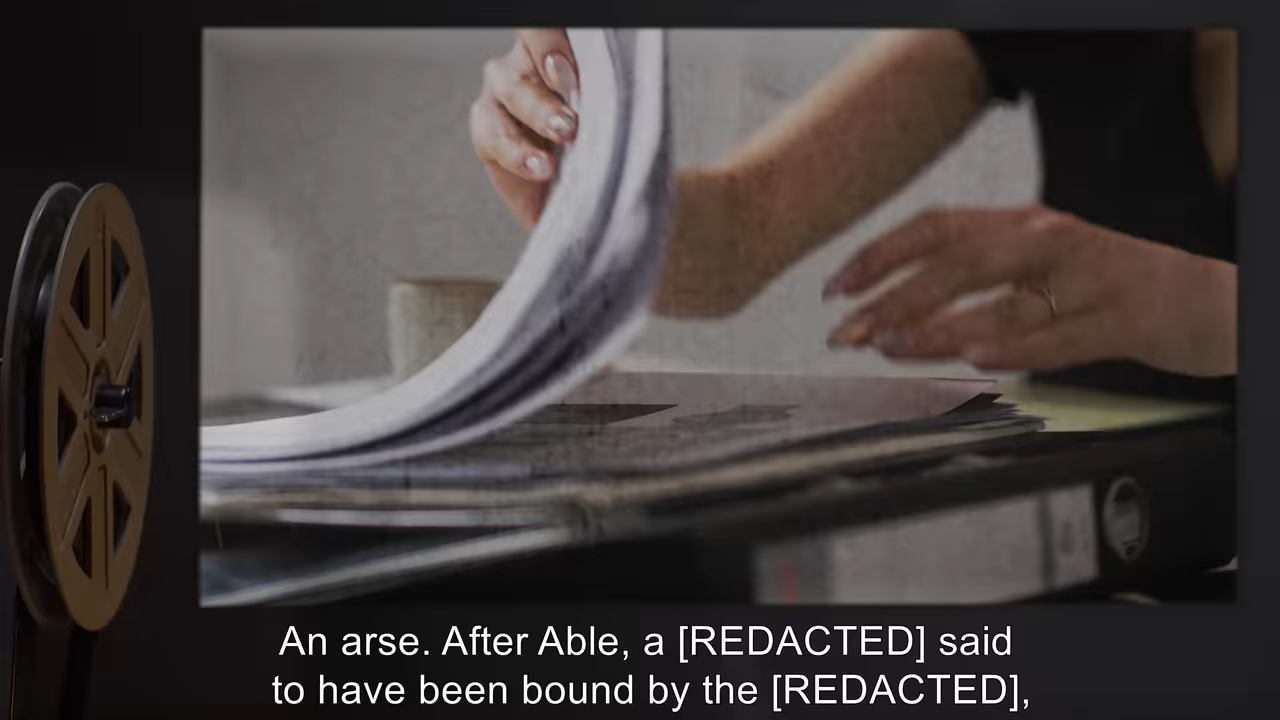 An arse. After Able, a [REDACTED] said
to have been bound by the [REDACTED],